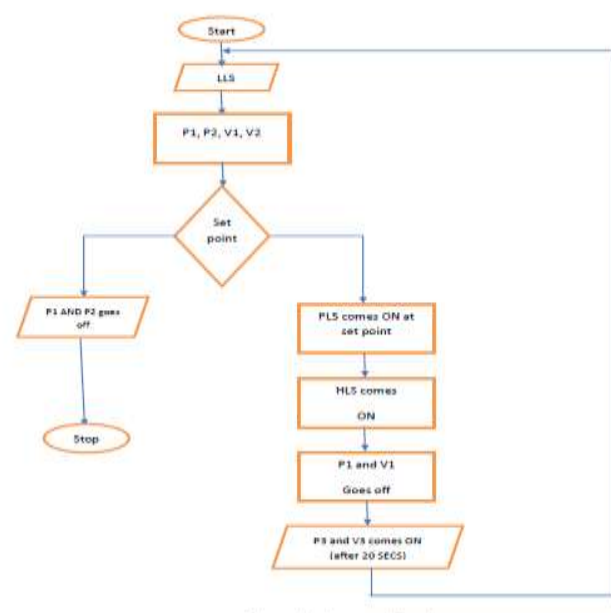 Start
LLS
P1, P2, V1, V2
Set
point
P1 AND P2 goes
off
Stop
PLS comes ON at
set point
HLS comes
ON
P1 and V1
Goes off
P3 and V3 comes ON
(after 20 SECS)